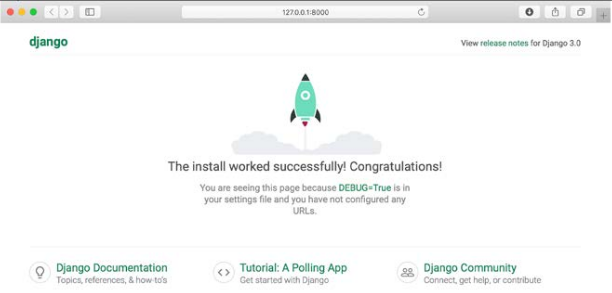 127.0.0.1:8000
django
View release notes for Django 3.0
The install worked successfully! Congratulations!
You are seeing this page because DEBUG=True is in
your settings file and you have not configured any
URLs.
Django Documentation
Topics, references, & how-to's
Tutorial: A Polling App
Get started with Django
Django Community
Connect, get help, or contribute